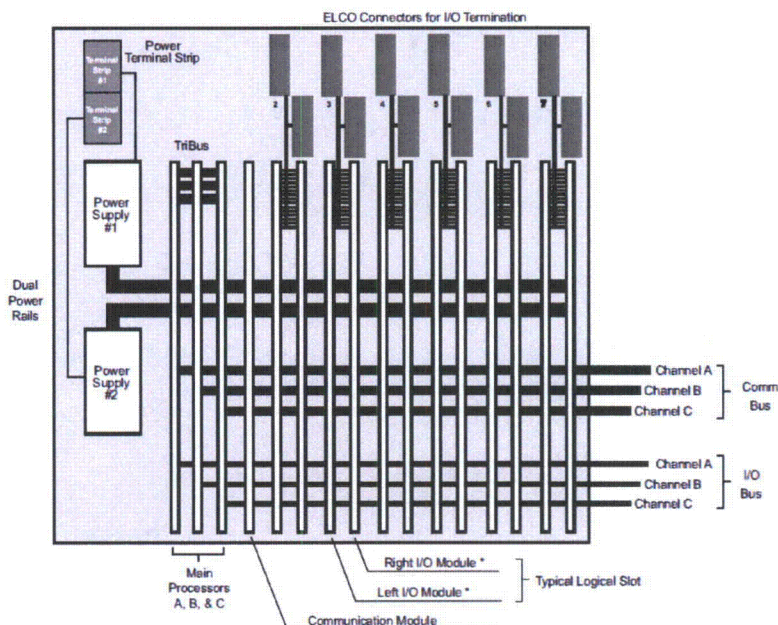 ELCO Connectors for I/O Termination
Power
Terminal Strip
Terminal
Strip
#1
Terminal
Strip
#2
2
3
4
5
6
7
TriBus
Power
Supply
#1
Dual
Power
Rails
Power
Supply
#2
Channel A
Channel B
Channel C
Comm
Bus
Channel A
Channel B
Channel C
I/O
Bus
Main
Processors
A, B, & C
Right I/O Module *
Left I/O Module *
Typical Logical Slot
Communication Module